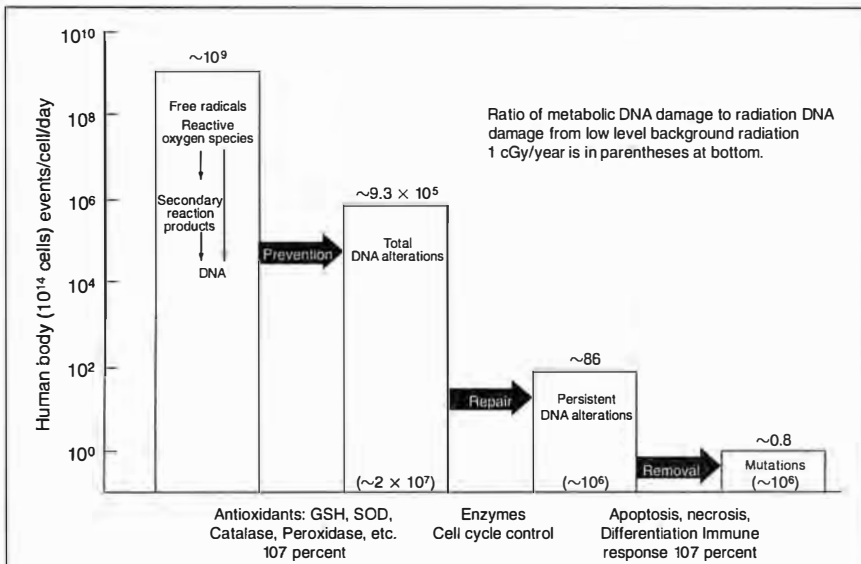 10¹⁰
10⁸
10⁶
10⁴
10²
10⁰
Human body (10¹⁴ cells) events/cell/day
~10⁹
Free radicals
Reactive
oxygen species
Secondary
reaction
products
DNA
Prevention
~9.3 × 10⁵
Total
DNA alterations
(~2 × 10⁷)
Repair
~86
Persistent
DNA alterations
(~10⁶)
Removal
~0.8
Mutations
(~10⁶)
Ratio of metabolic DNA damage to radiation DNA
damage from low level background radiation
1 cGy/year is in parentheses at bottom.
Antioxidants: GSH, SOD,
Catalase, Peroxidase, etc.
107 percent
Enzymes
Cell cycle control
Apoptosis, necrosis,
Differentiation Immune
response 107 percent